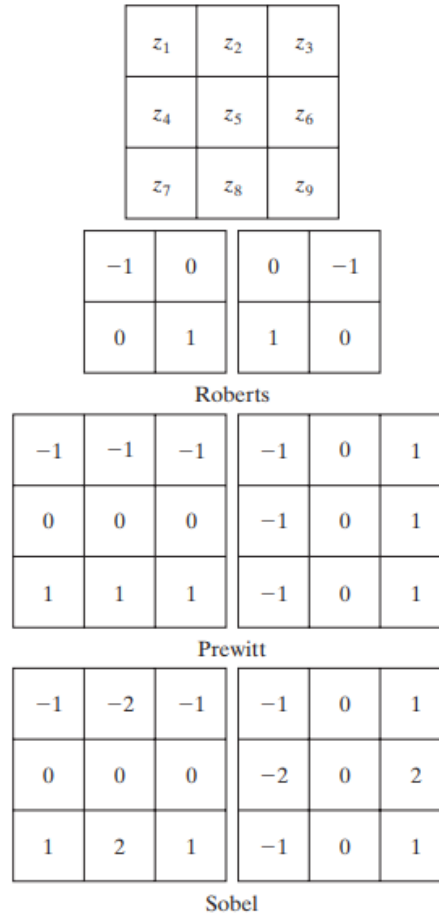 z₁ z₂ z₃
z₄ z₅ z₆
z₇ z₈ z₉
−1 0 0 −1
0 1 1 0
Roberts
−1 −1 −1 −1 0 1
0 0 0 −1 0 1
1 1 1 −1 0 1
Prewitt
−1 −2 −1 −1 0 1
0 0 0 −2 0 2
1 2 1 −1 0 1
Sobel